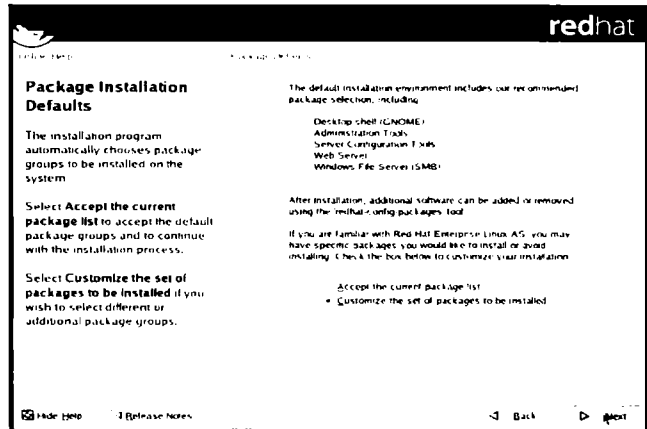 redhat
Online Help
Package Defaults
Package Installation
Defaults
The installation program
automatically chooses package
groups to be installed on the
system
Select Accept the current
package list to accept the default
package groups and to continue
with the installation process.
Select Customize the set of
packages to be installed if you
wish to select different or
additional package groups.
The default installation environment includes our recommended
package selection, including
Desktop shell (GNOME)
Administration Tools
Server Configuration Tools
Web Server
Windows File Server (SMB)
After installation, additional software can be added or removed
using the 'redhat-config-packages' tool
If you are familiar with Red Hat Enterprise Linux AS, you may
have specific packages you would like to install or avoid
installing. Check the box below to customize your installation
Accept the current package list
Customize the set of packages to be installed
Hide Help
Release Notes
Back
Next